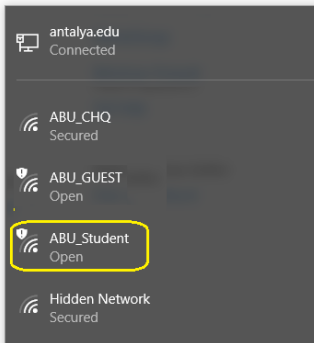 antalya.edu
Connected
ABU_CHQ
Secured
ABU_GUEST
Open
ABU_Student
Open
Hidden Network
Secured